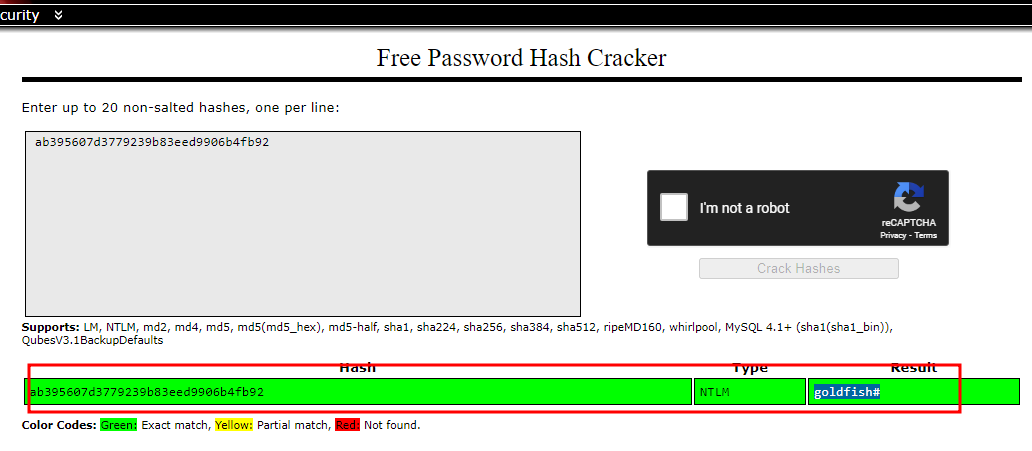 curity
Free Password Hash Cracker
Enter up to 20 non-salted hashes, one per line:
ab395607d3779239b83eed9906b4fb92
I'm not a robot
reCAPTCHA
Privacy - Terms
Crack Hashes
Supports: LM, NTLM, md2, md4, md5, md5(md5_hex), md5-half, sha1, sha224, sha256, sha384, sha512, ripeMD160, whirlpool, MySQL 4.1+ (sha1(sha1_bin)),
QubesV3.1BackupDefaults
Hash Type Result
ab395607d3779239b83eed9906b4fb92 NTLM goldfish#
Color Codes: Green: Exact match, Yellow: Partial match, Red: Not found.